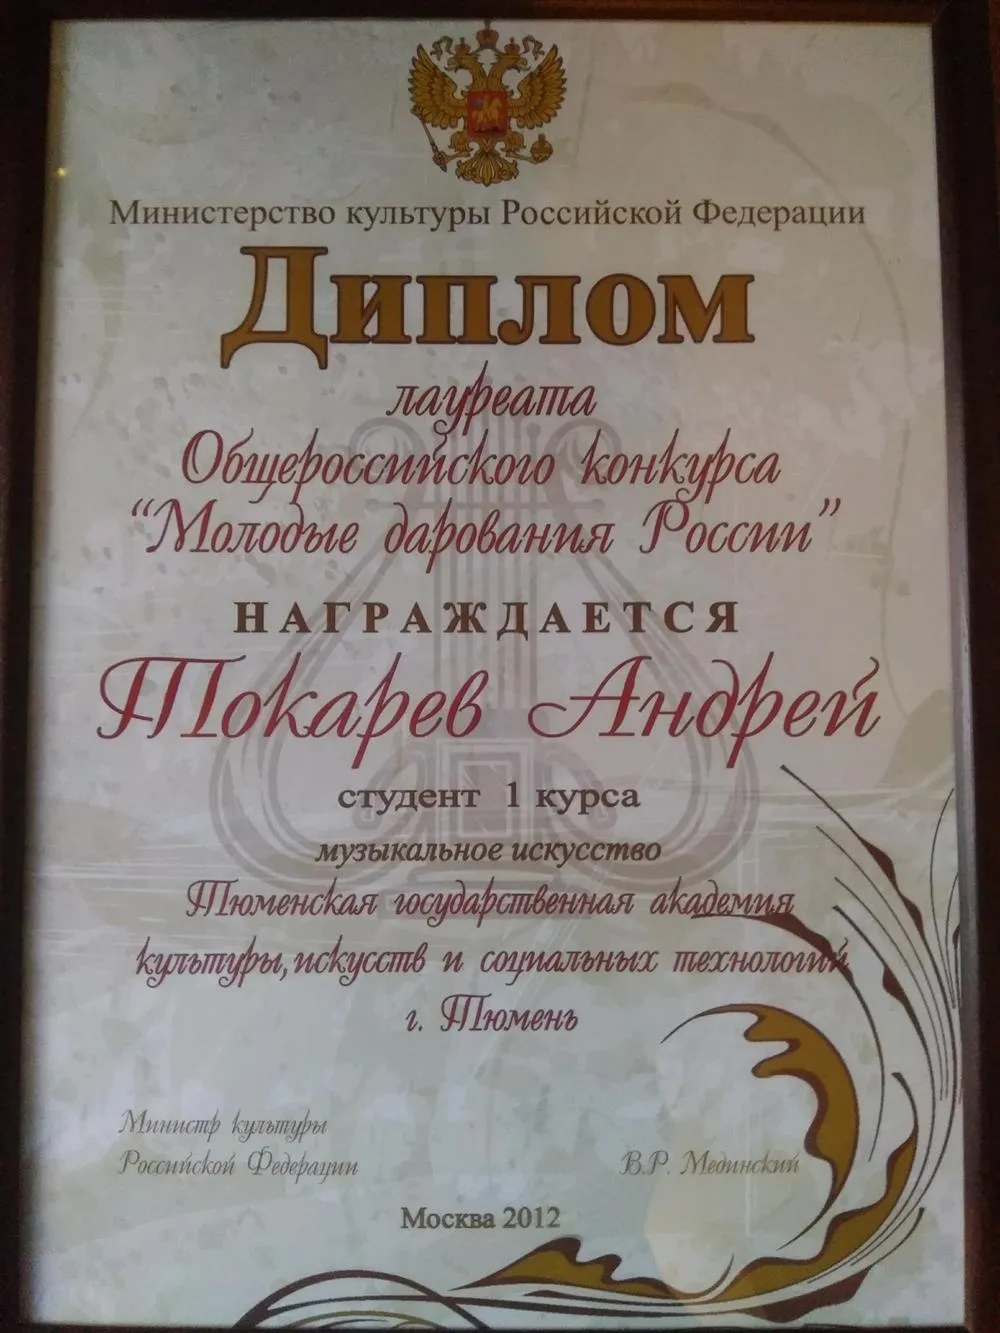 Министерство культуры Российской Федерации
Диплом
лауреата
Общероссийского конкурса
“Молодые дарования России”
НАГРАЖДАЕТСЯ
Токарев Андрей
студент 1 курса
музыкальное искусство
Тюменская государственная академия
культуры, искусств и социальных технологий
г. Тюмень
Министр культуры
Российской Федерации
В.Р. Мединский
Москва 2012